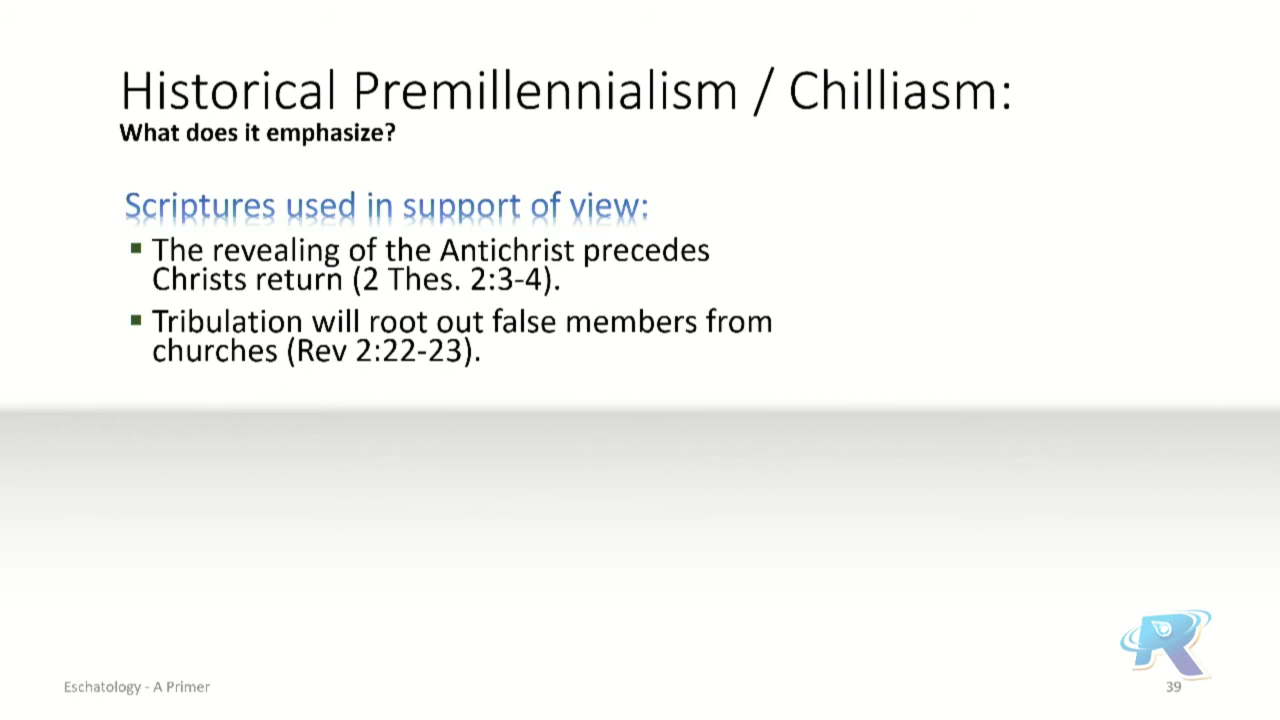 Historical Premillennialism / Chilliasm:
What does it emphasize?
Scriptures used in support of view:
▪ The revealing of the Antichrist precedes
Christs return (2 Thes. 2:3-4).
▪ Tribulation will root out false members from
churches (Rev 2:22-23).
R
Eschatology - A Primer
39